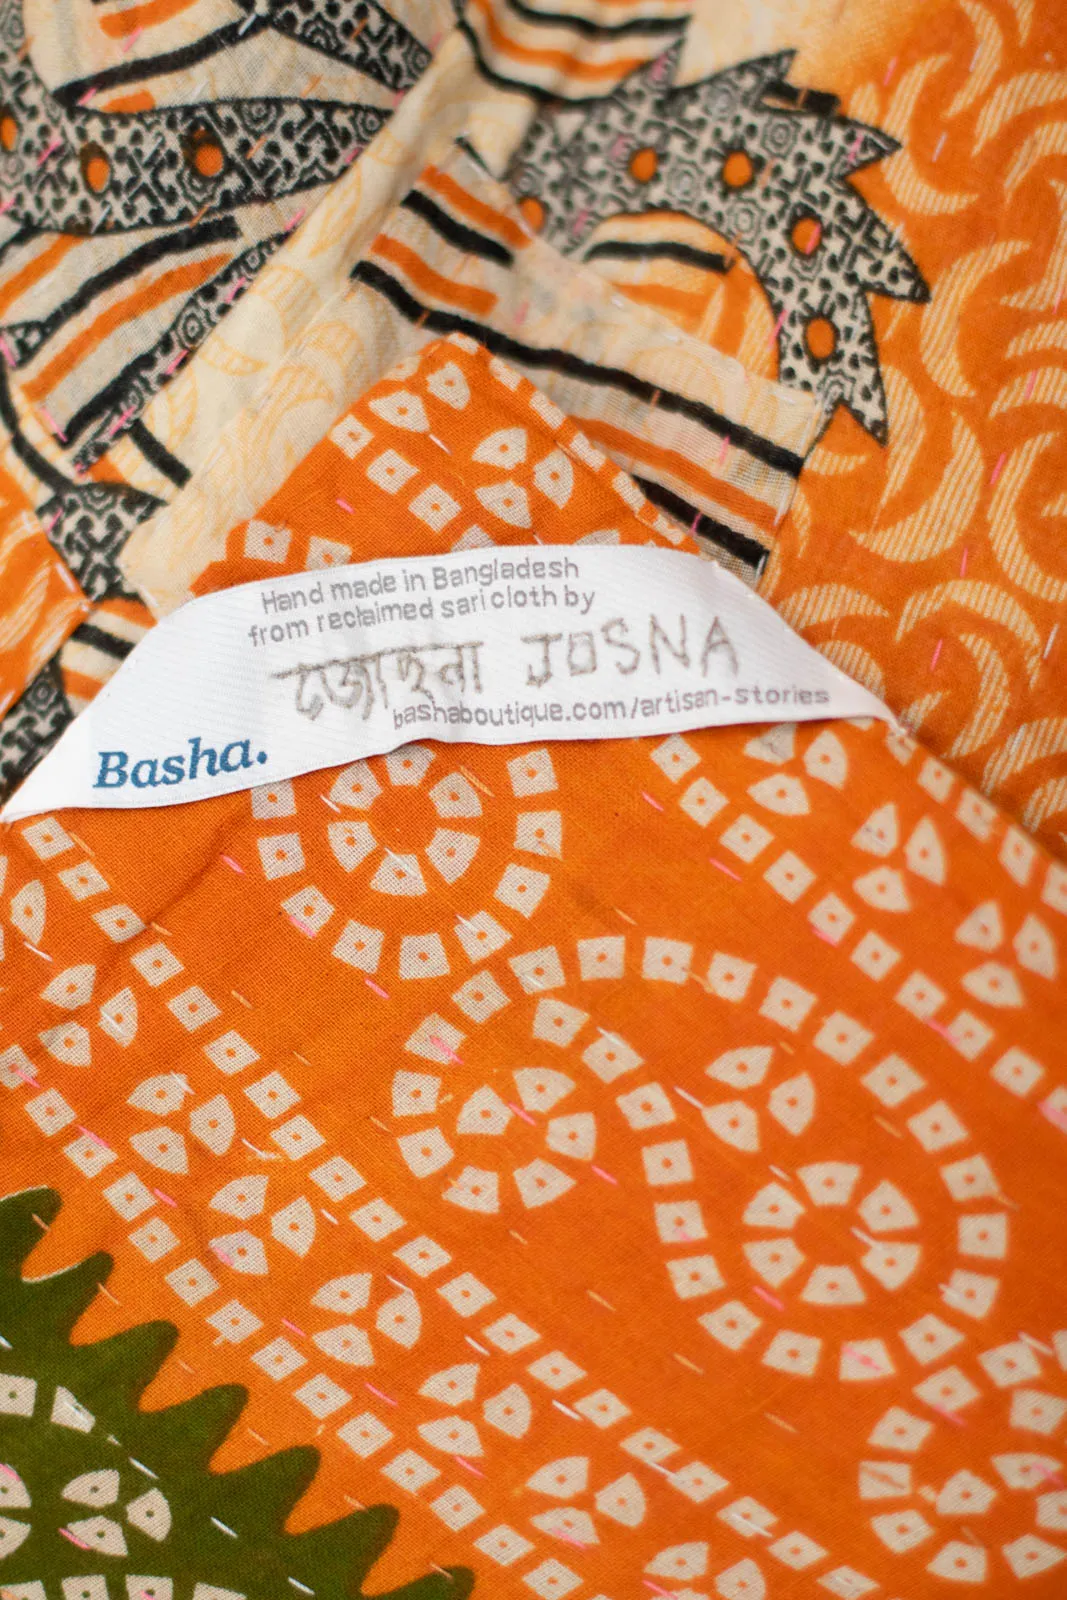 Hand made in Bangladesh
from reclaimed sari cloth by
জোছনা JOSNA
bashaboutique.com/artisan-stories
Basha.